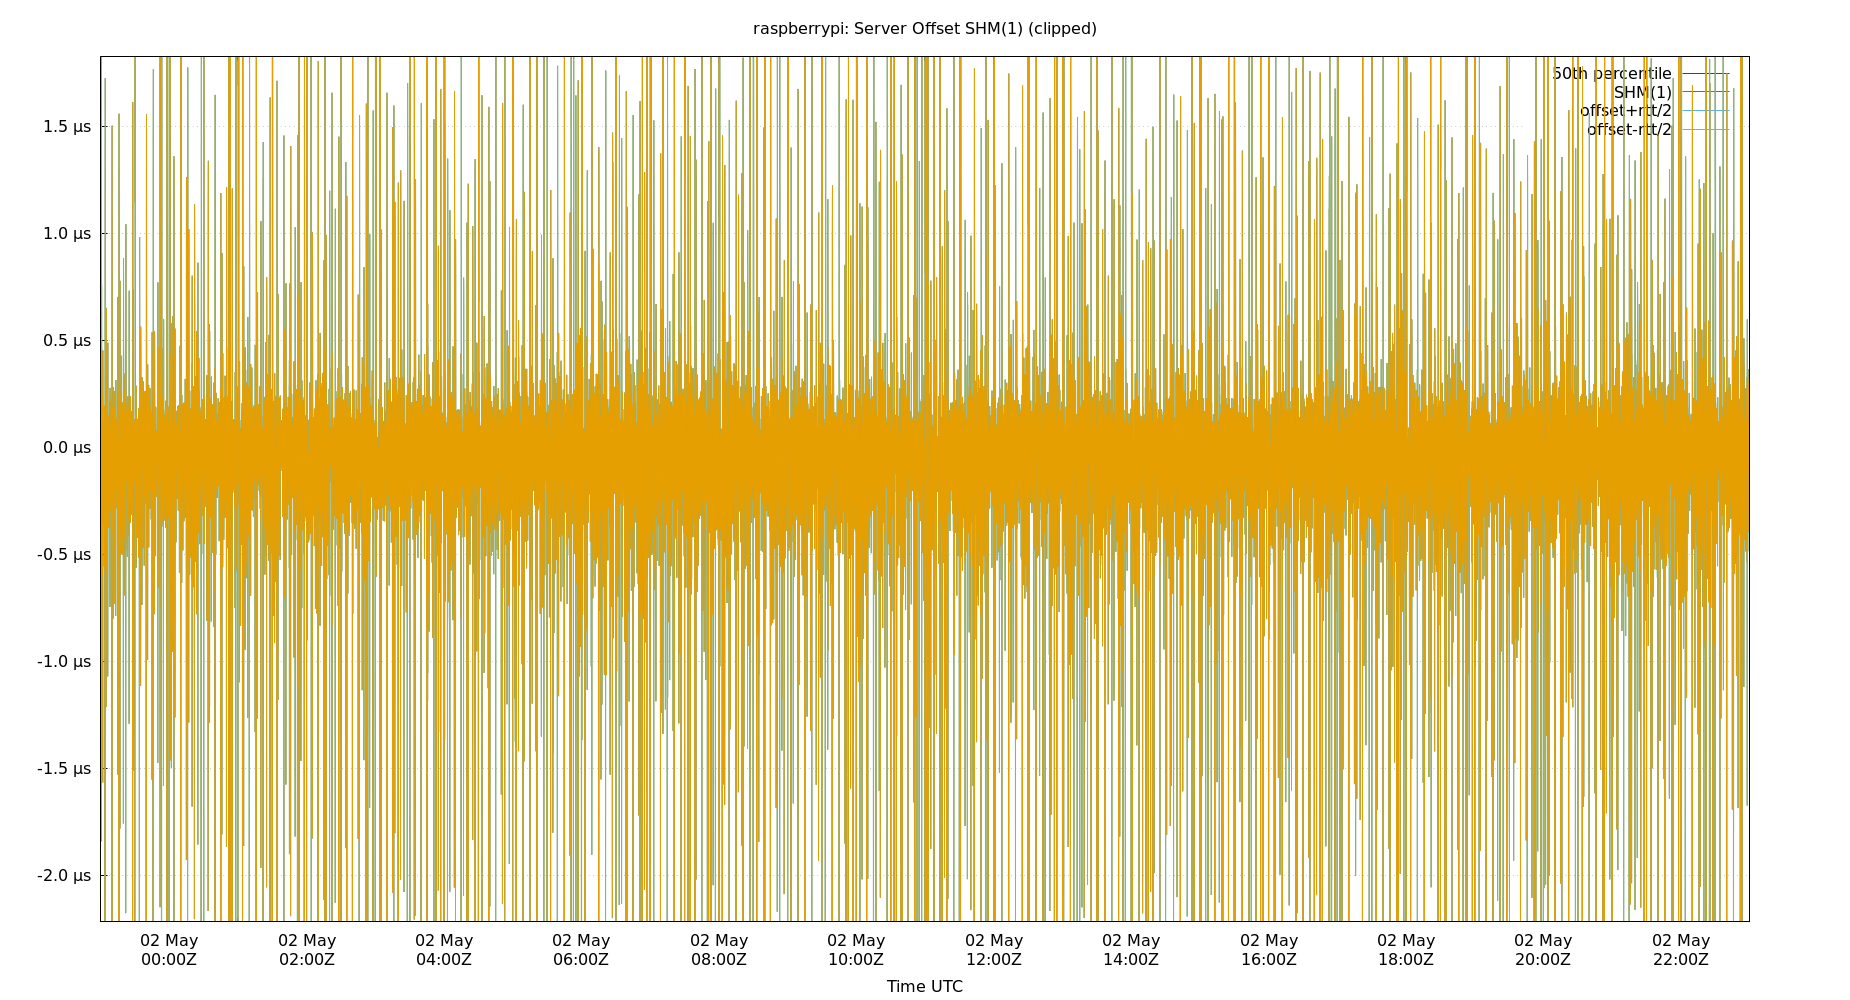 raspberrypi: Server Offset SHM(1) (clipped)
50th percentile
SHM(1)
offset+rtt/2
offset-rtt/2
1.5 µs
1.0 µs
0.5 µs
0.0 µs
-0.5 µs
-1.0 µs
-1.5 µs
-2.0 µs
02 May 02 May 02 May 02 May 02 May 02 May 02 May 02 May 02 May 02 May 02 May 02 May
00:00Z 02:00Z 04:00Z 06:00Z 08:00Z 10:00Z 12:00Z 14:00Z 16:00Z 18:00Z 20:00Z 22:00Z
Time UTC